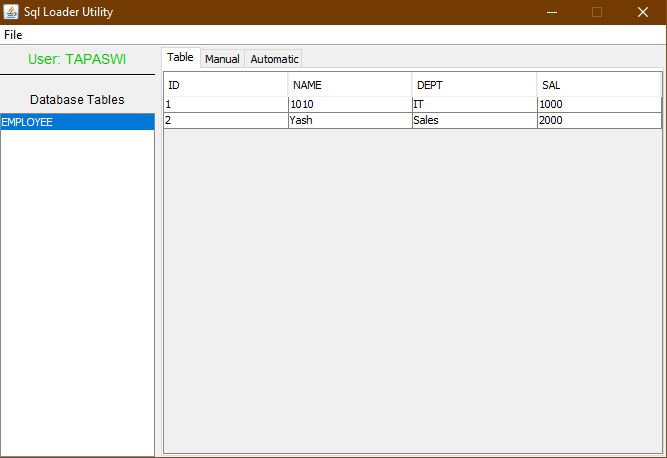 Sql Loader Utility
File
User: TAPASWI
Database Tables
EMPLOYEE
Table Manual Automatic
ID NAME DEPT SAL
1 1010 IT 1000
2 Yash Sales 2000